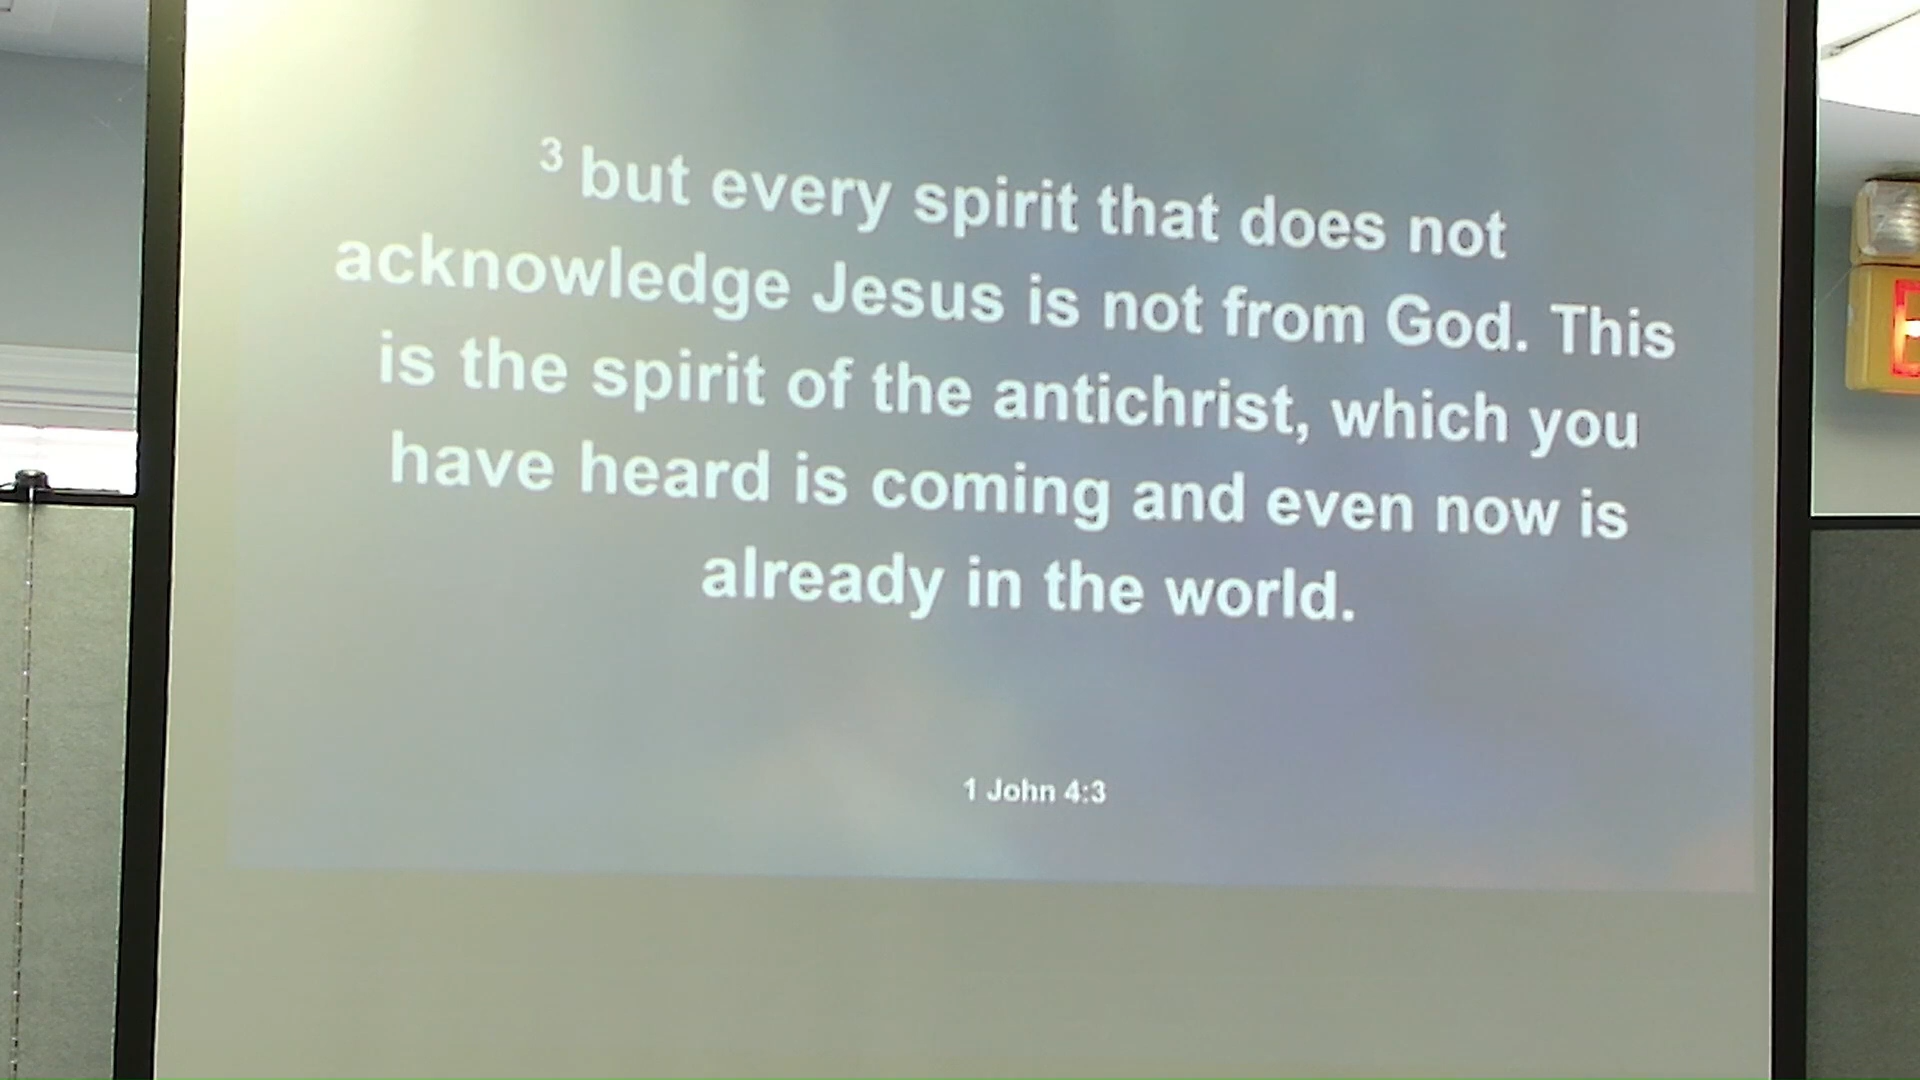 3 but every spirit that does not
acknowledge Jesus is not from God. This
is the spirit of the antichrist, which you
have heard is coming and even now is
already in the world.
1 John 4:3